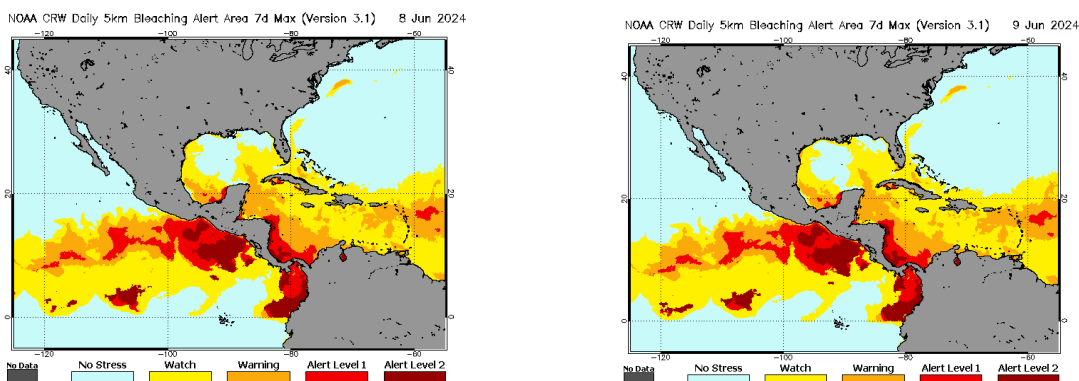 NOAA CRW Daily 5km Bleaching Alert Area 7d Max (Version 3.1) 8 Jun 2024
-120 -100 -80 -60
40 40
20 20
0 0
-120 -100 -80 -60
No Data No Stress Watch Warning Alert Level 1 Alert Level 2
NOAA CRW Daily 5km Bleaching Alert Area 7d Max (Version 3.1) 9 Jun 2024
-120 -100 -80 -60
40 40
20 20
0 0
-120 -100 -80 -60
No Data No Stress Watch Warning Alert Level 1 Alert Level 2